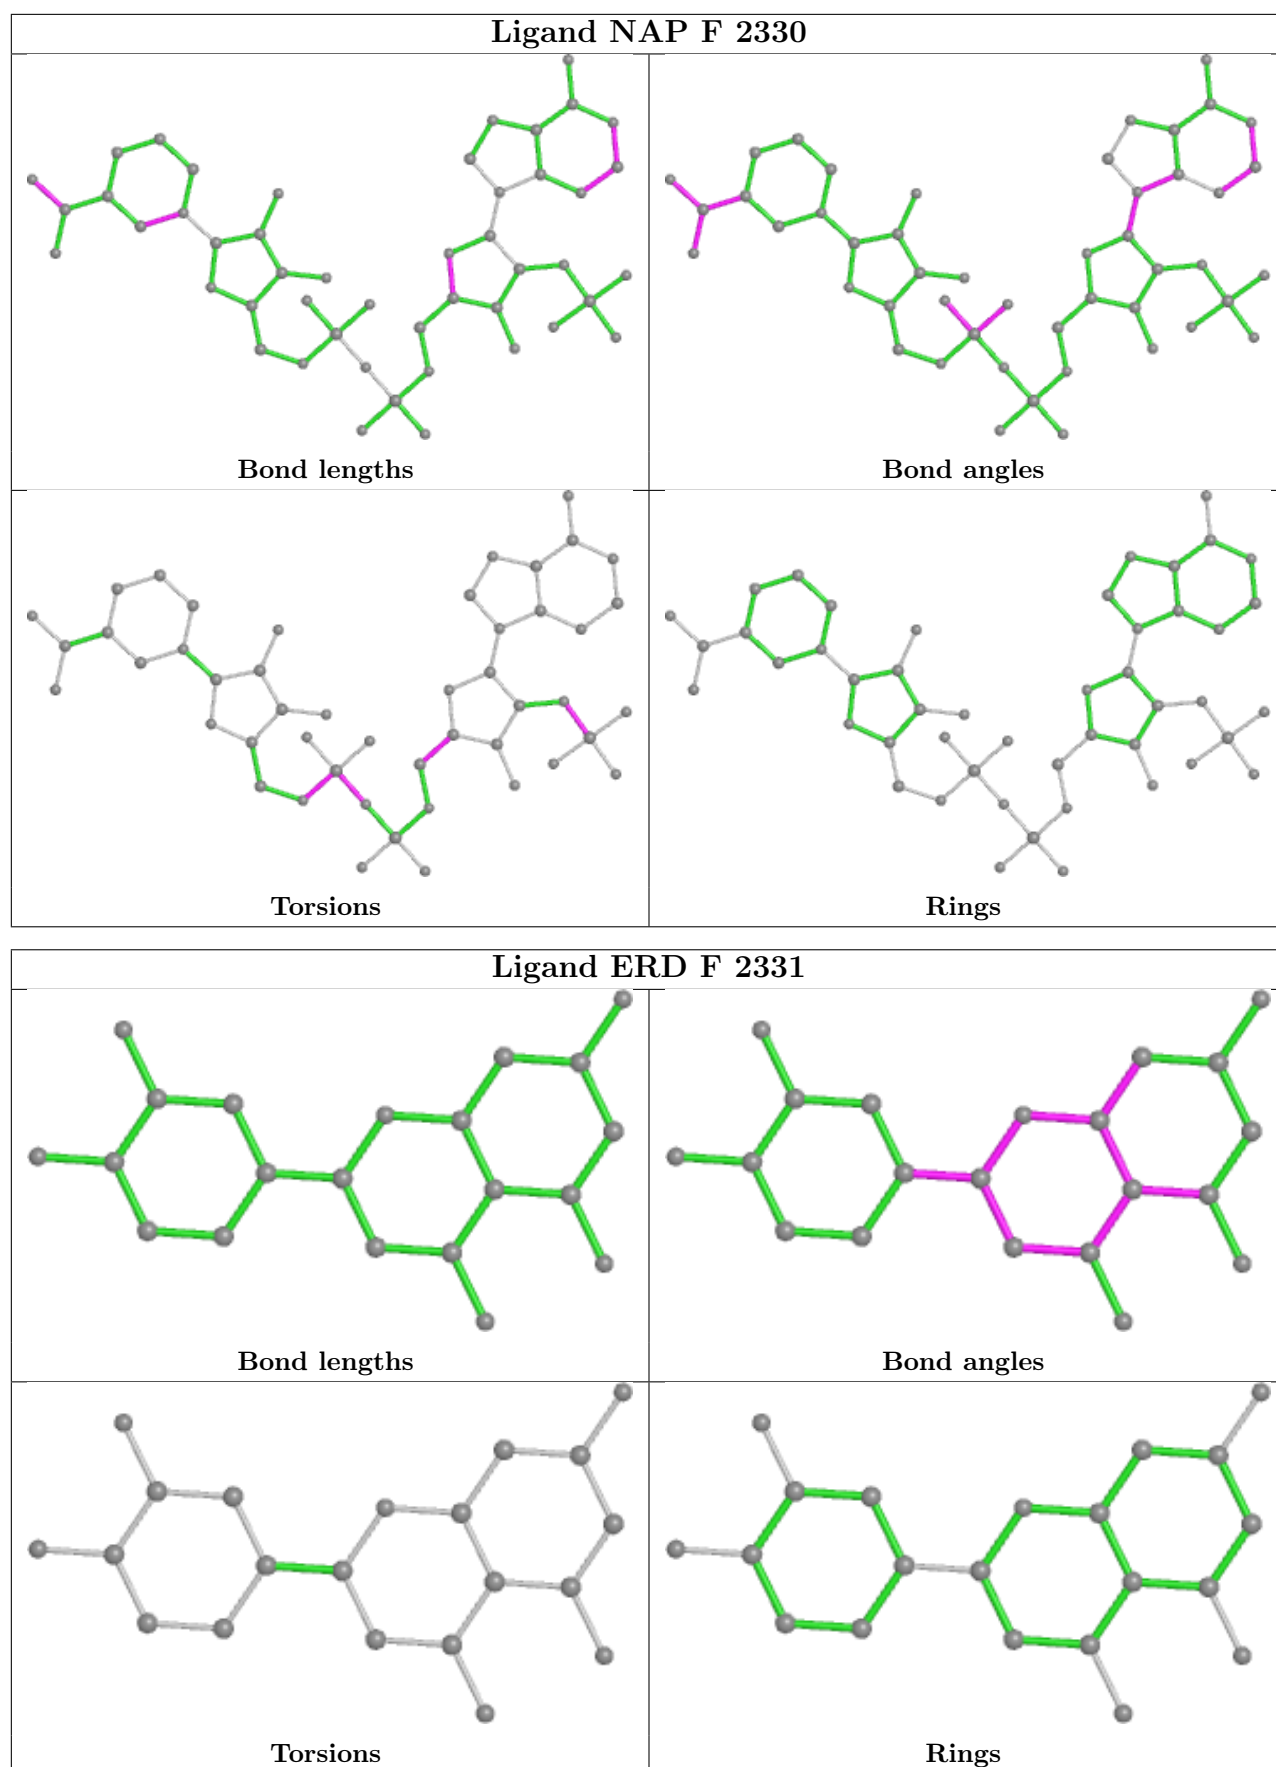 Ligand NAP F 2330
Bond lengths
Bond angles
Torsions
Rings
Ligand ERD F 2331
Bond lengths
Bond angles
Torsions
Rings